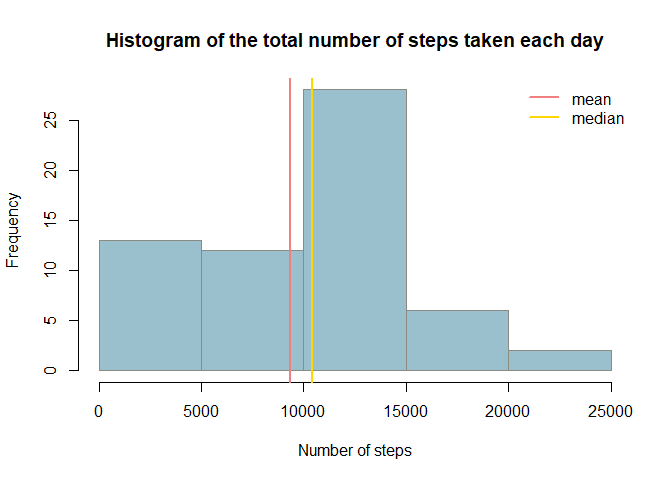 Histogram of the total number of steps taken each day
mean
median
Frequency
25
20
15
10
5
0
0 5000 10000 15000 20000 25000
Number of steps